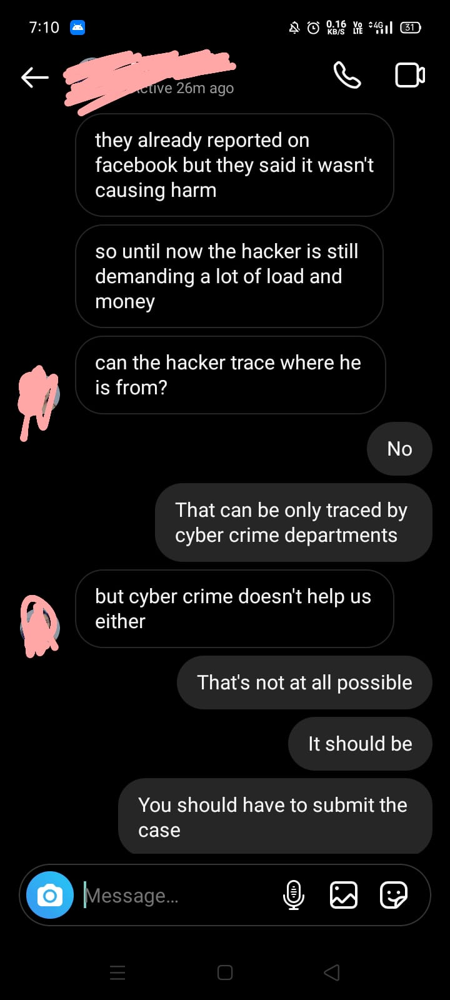 7:10
0.16 KB/S
Vo LTE
4G
31
Active 26m ago
they already reported on
facebook but they said it wasn't
causing harm
so until now the hacker is still
demanding a lot of load and
money
can the hacker trace where he
is from?
No
That can be only traced by
cyber crime departments
but cyber crime doesn't help us
either
That's not at all possible
It should be
You should have to submit the
case
Message...